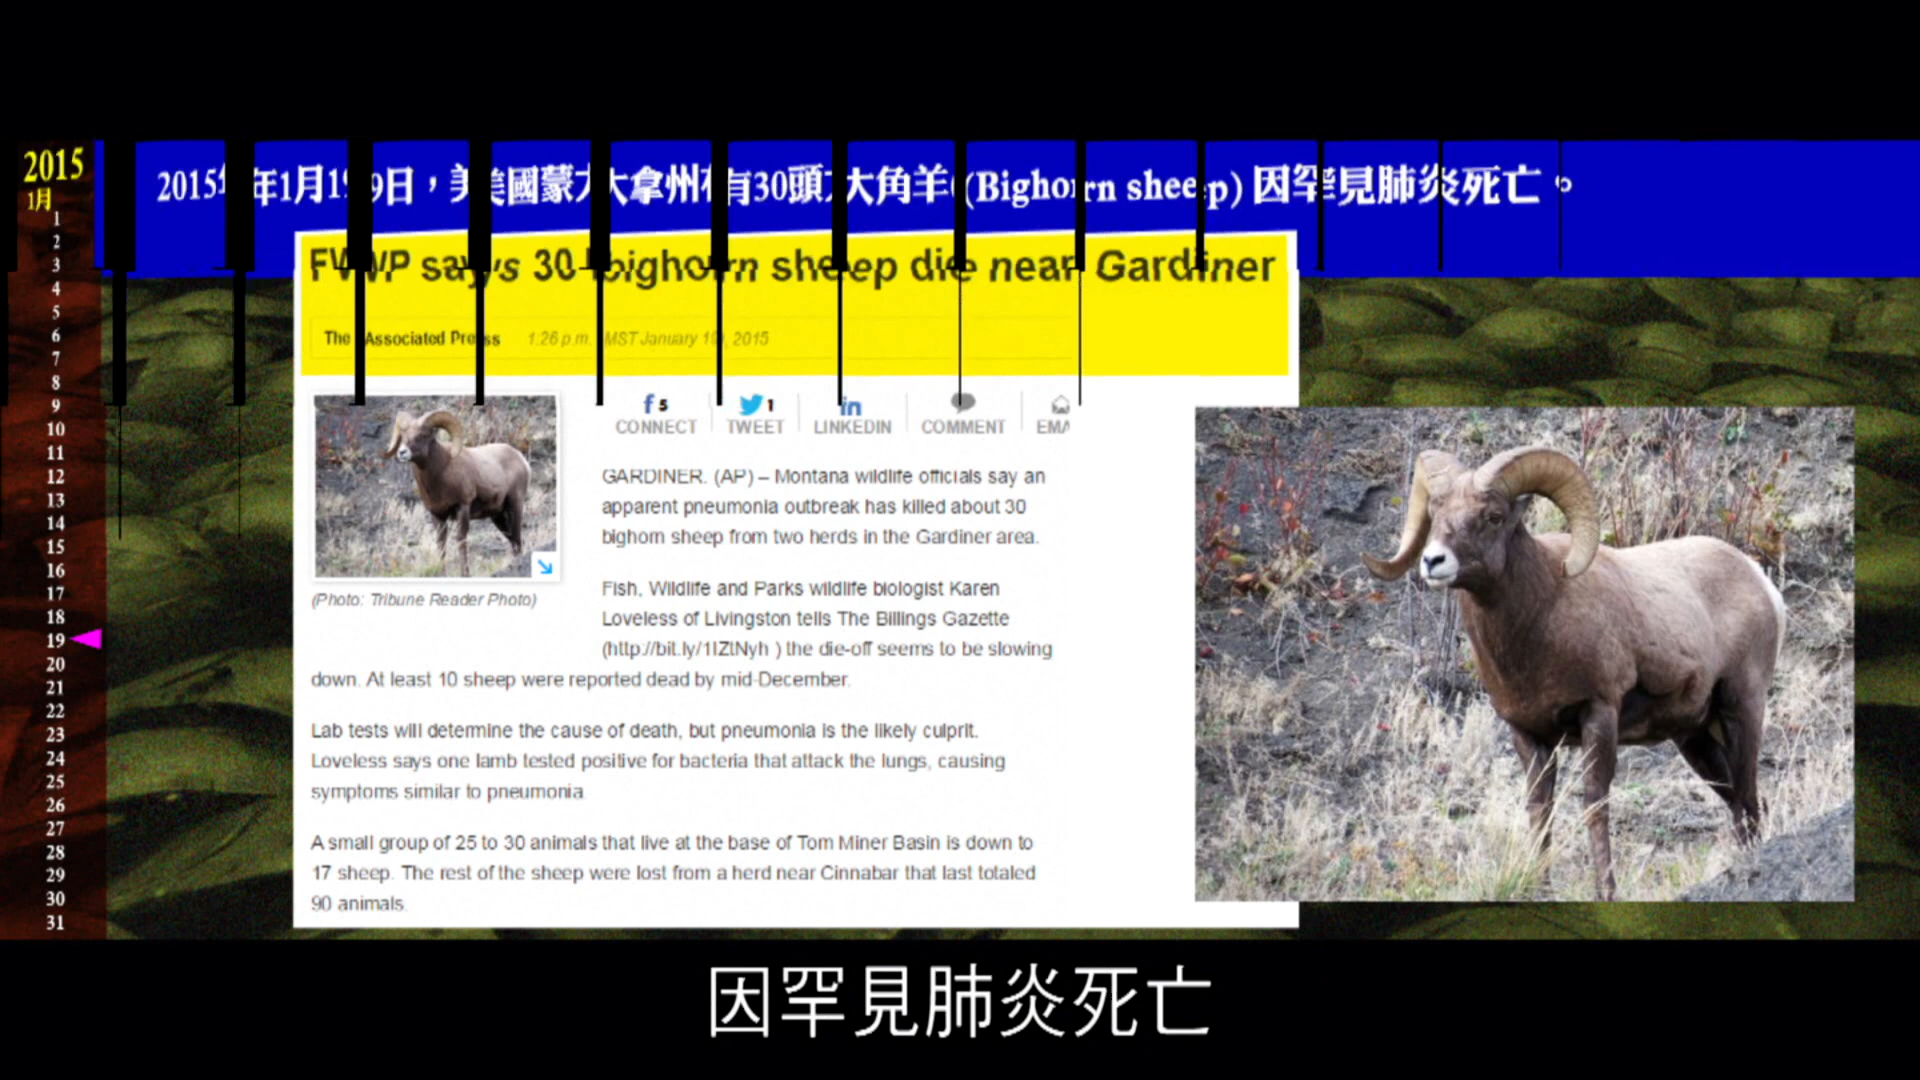 2015
1月
1
2
3
4
5
6
7
8
9
10
11
12
13
14
15
16
17
18
19
20
21
22
23
24
25
26
27
28
29
30
31
2015年1月19日，美國蒙大拿州有30頭大角羊(Bighorn sheep) 因罕見肺炎死亡。
FWP says 30 bighorn sheep die near Gardiner
The Associated Press 1:26 p.m. MST January 19, 2015
5 1
CONNECT TWEET LINKEDIN COMMENT EMA
(Photo: Tribune Reader Photo)
GARDINER. (AP) – Montana wildlife officials say an
apparent pneumonia outbreak has killed about 30
bighorn sheep from two herds in the Gardiner area.
Fish, Wildlife and Parks wildlife biologist Karen
Loveless of Livingston tells The Billings Gazette
(http://bit.ly/1IZtNyh ) the die-off seems to be slowing
down. At least 10 sheep were reported dead by mid-December.
Lab tests will determine the cause of death, but pneumonia is the likely culprit.
Loveless says one lamb tested positive for bacteria that attack the lungs, causing
symptoms similar to pneumonia.
A small group of 25 to 30 animals that live at the base of Tom Miner Basin is down to
17 sheep. The rest of the sheep were lost from a herd near Cinnabar that last totaled
90 animals.
因罕見肺炎死亡